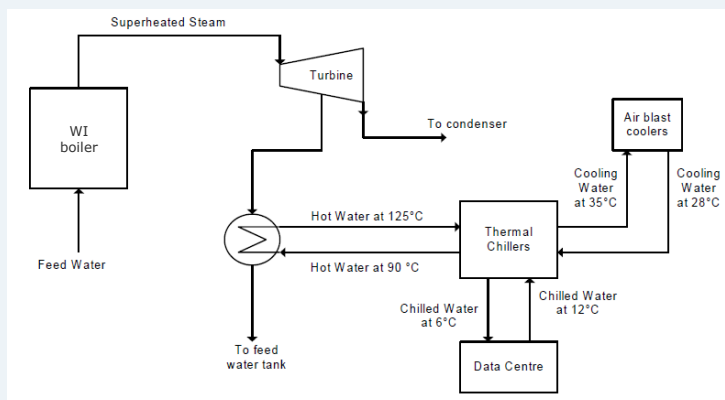 Superheated Steam
Turbine
WI
boiler
To condenser
Air blast
coolers
Cooling
Water
at 35°C
Cooling
Water
at 28°C
Hot Water at 125°C
Thermal
Chillers
Feed Water
Hot Water at 90 °C
Chilled Water
at 6°C
Chilled Water
at 12°C
To feed
water tank
Data Centre